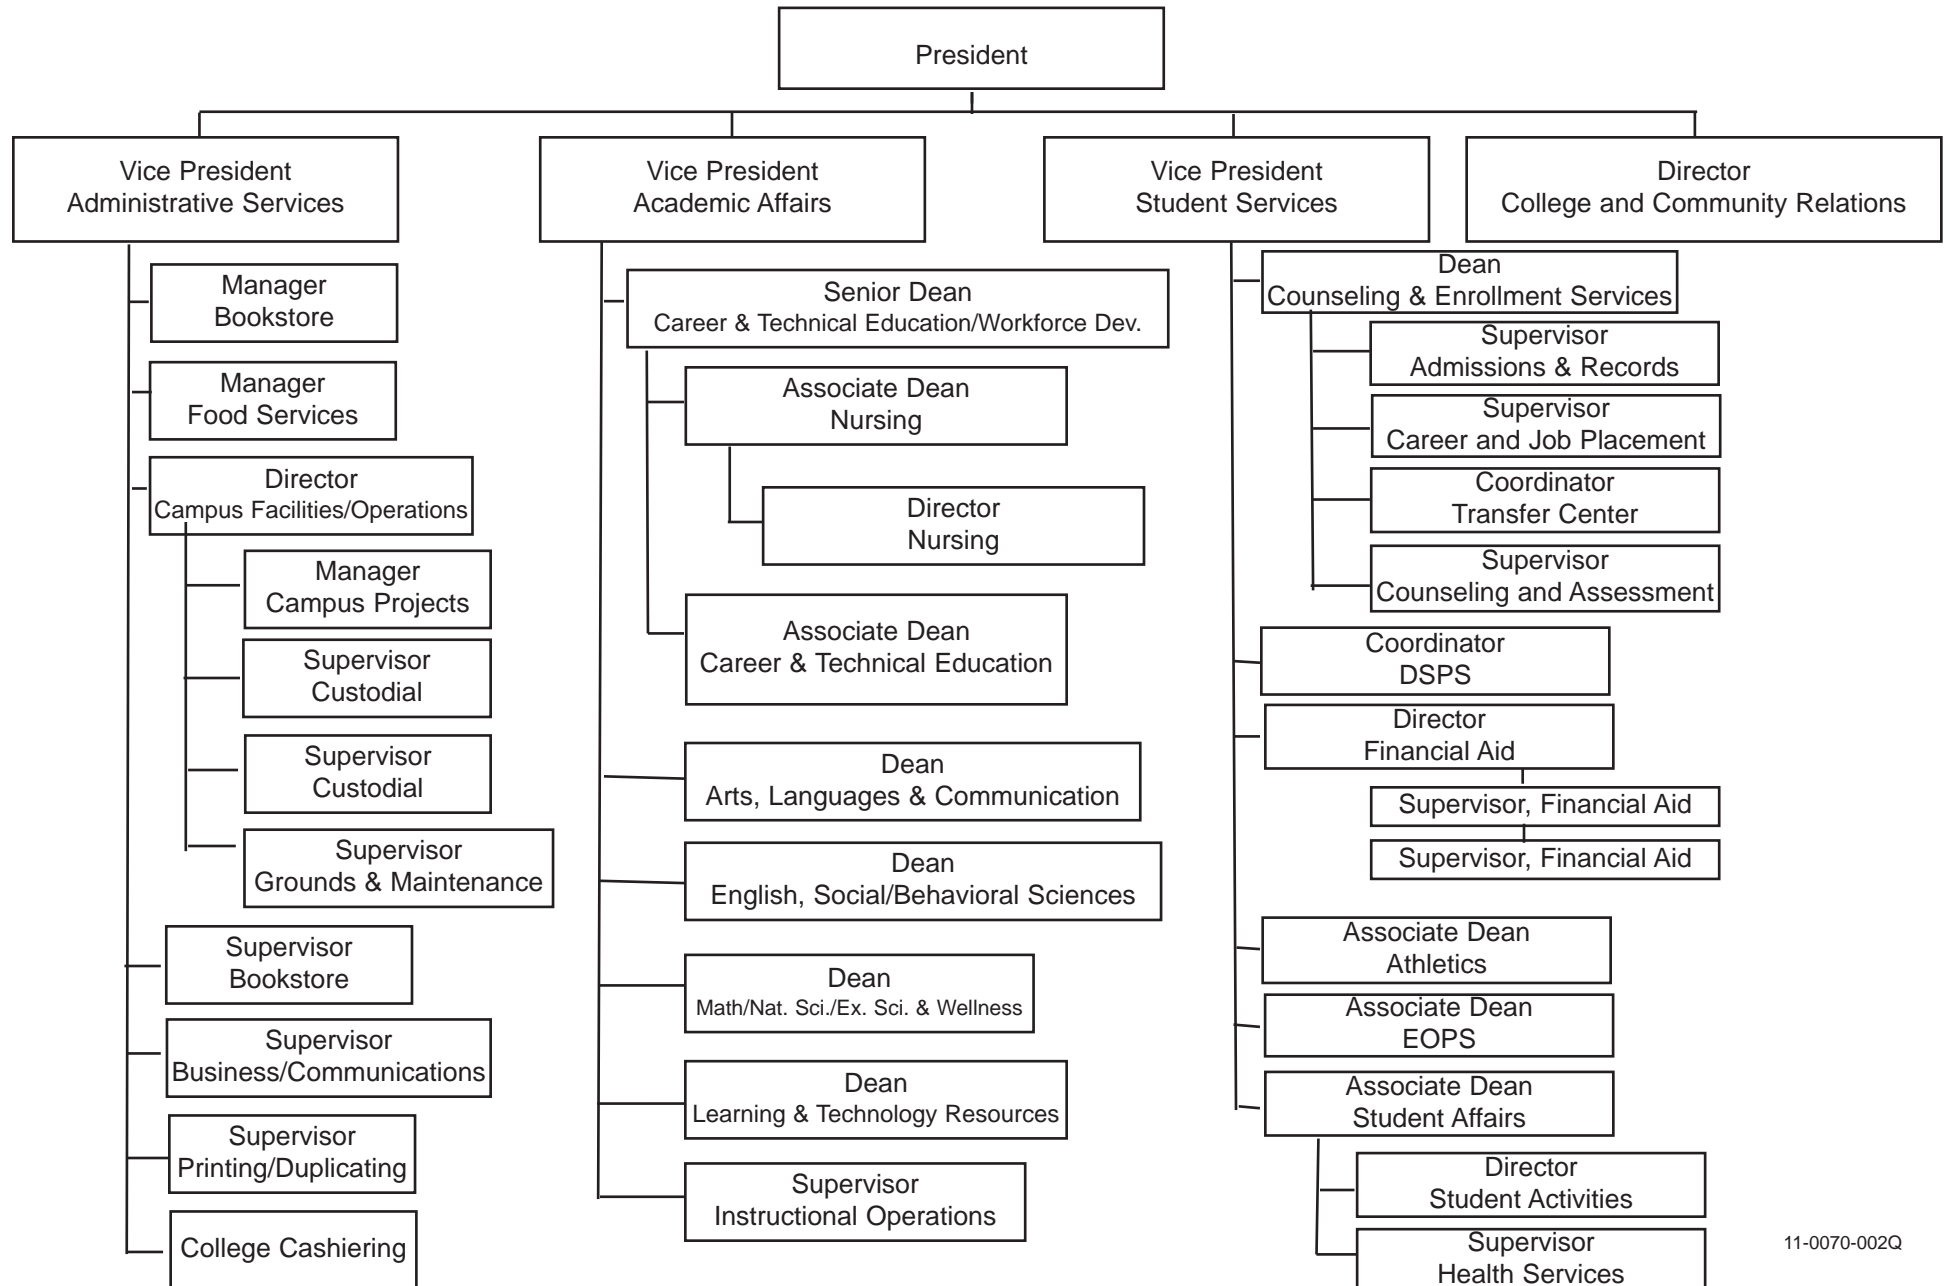 President
Vice President
Administrative Services
Vice President
Academic Affairs
Vice President
Student Services
Director
College and Community Relations
Manager
Bookstore
Manager
Food Services
Director
Campus Facilities/Operations
Manager
Campus Projects
Supervisor
Custodial
Supervisor
Custodial
Supervisor
Grounds & Maintenance
Supervisor
Bookstore
Supervisor
Business/Communications
Supervisor
Printing/Duplicating
College Cashiering
Senior Dean
Career & Technical Education/Workforce Dev.
Associate Dean
Nursing
Director
Nursing
Associate Dean
Career & Technical Education
Dean
Arts, Languages & Communication
Dean
English, Social/Behavioral Sciences
Dean
Math/Nat. Sci./Ex. Sci. & Wellness
Dean
Learning & Technology Resources
Supervisor
Instructional Operations
Dean
Counseling & Enrollment Services
Supervisor
Admissions & Records
Supervisor
Career and Job Placement
Coordinator
Transfer Center
Supervisor
Counseling and Assessment
Coordinator
DSPS
Director
Financial Aid
Supervisor, Financial Aid
Supervisor, Financial Aid
Associate Dean
Athletics
Associate Dean
EOPS
Associate Dean
Student Affairs
Director
Student Activities
Supervisor
Health Services
11-0070-002Q